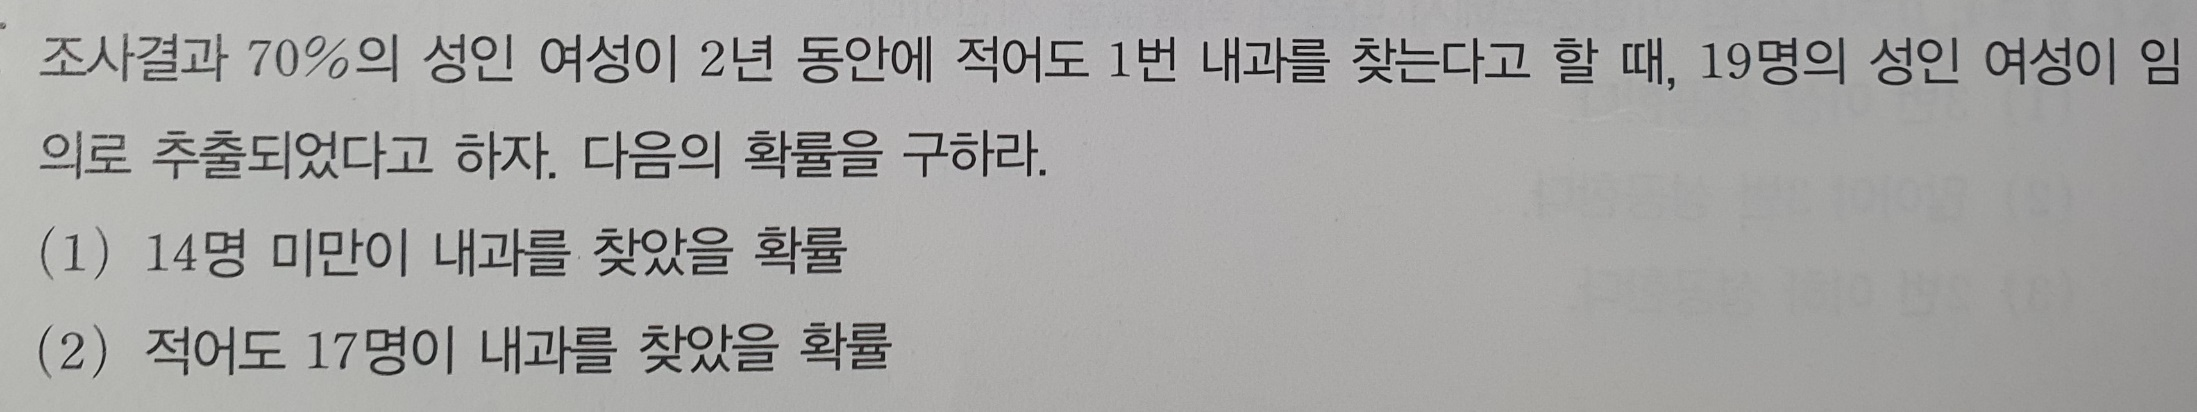 조사결과 70%의 성인 여성이 2년 동안에 적어도 1번 내과를 찾는다고 할 때, 19명의 성인 여성이 임
의로 추출되었다고 하자. 다음의 확률을 구하라.
(1) 14명 미만이 내과를 찾았을 확률
(2) 적어도 17명이 내과를 찾았을 확률